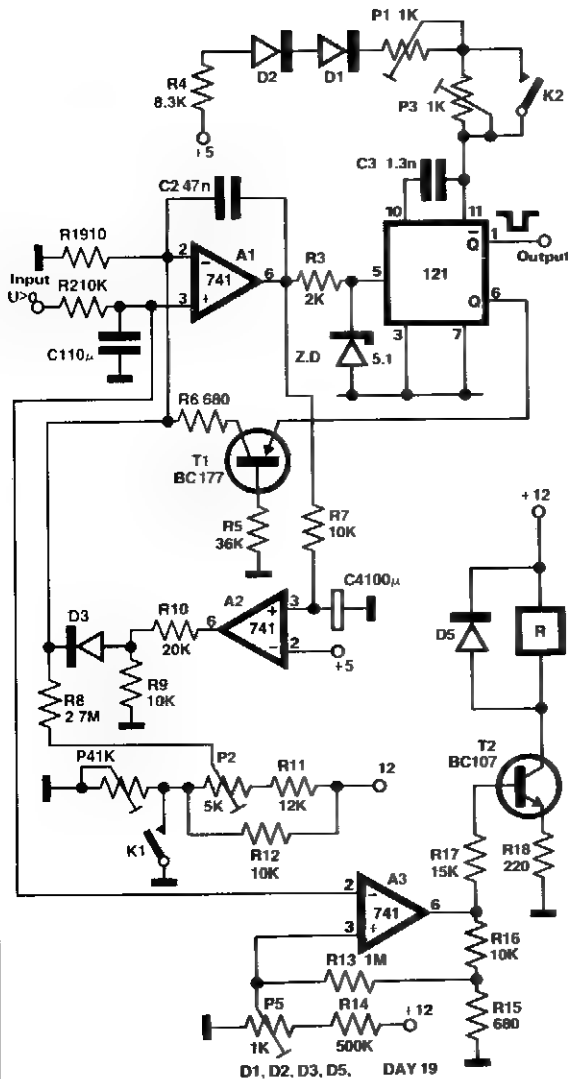 P1 1K
D2
D1
R4
8.3K
+5
P3 1K
K2
C3 1.3n
C2 47n
10
11
R1910
2
A1
Q̅
1
−
741
6
R3
2K
5
121
Output
Input
U>0
R210K
3
+
Q
6
C110μ
Z.D
5.1
3
7
R6 680
T1
BC177
R5
36K
R7
10K
+12
C4100μ
D3
R10
20K
A2
6
+
3
741
−
2
+5
D5
R
R9
10K
R8
2 7M
P41K
P2
5K
R11
12K
12
T2
BC107
K1
R12
10K
R17
15K
R18
220
A3
2
−
741
6
3
+
R16
10K
R13 1M
P5
1K
R14
500K
+12
R15
680
D1, D2, D3, D5, DAY 19